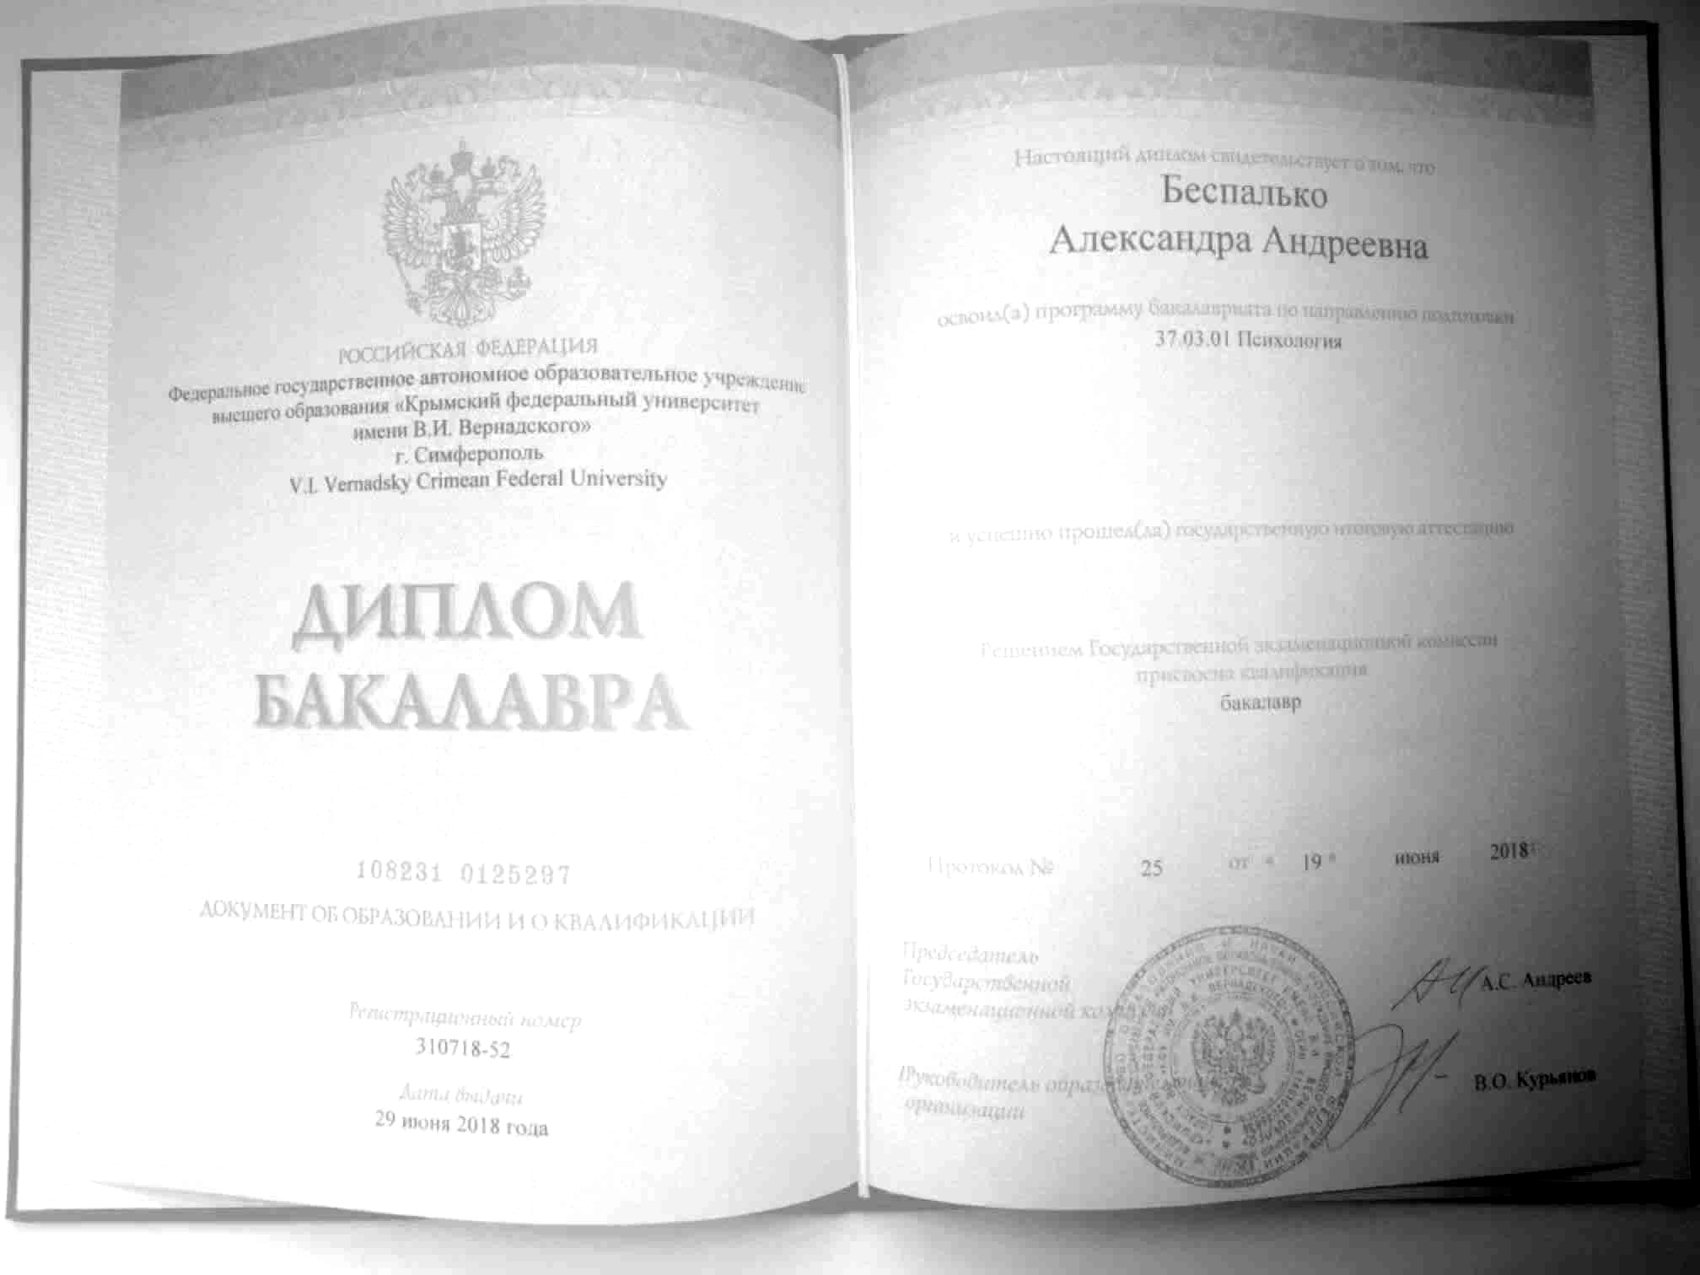 РОССИЙСКАЯ ФЕДЕРАЦИЯ
Федеральное государственное автономное образовательное учреждение
высшего образования «Крымский федеральный университет
имени В.И. Вернадского»
г. Симферополь
V.I. Vernadsky Crimean Federal University
ДИПЛОМ
БАКАЛАВРА
108231 0125297
ДОКУМЕНТ ОБ ОБРАЗОВАНИИ И О КВАЛИФИКАЦИИ
Регистрационный номер
310718-52
Дата выдачи
29 июня 2018 года
Настоящий диплом свидетельствует о том, что
Беспалько
Александра Андреевна
освоил(а) программу бакалавриата по направлению подготовки
37.03.01 Психология
и успешно прошел(ла) государственную итоговую аттестацию
Решением Государственной экзаменационной комиссии
присвоена квалификация
бакалавр
Протокол № 25 от « 19 » июня 2018
Председатель
Государственной
экзаменационной
А.С. Андреев
Руководитель
организации
В.О. Курьянов